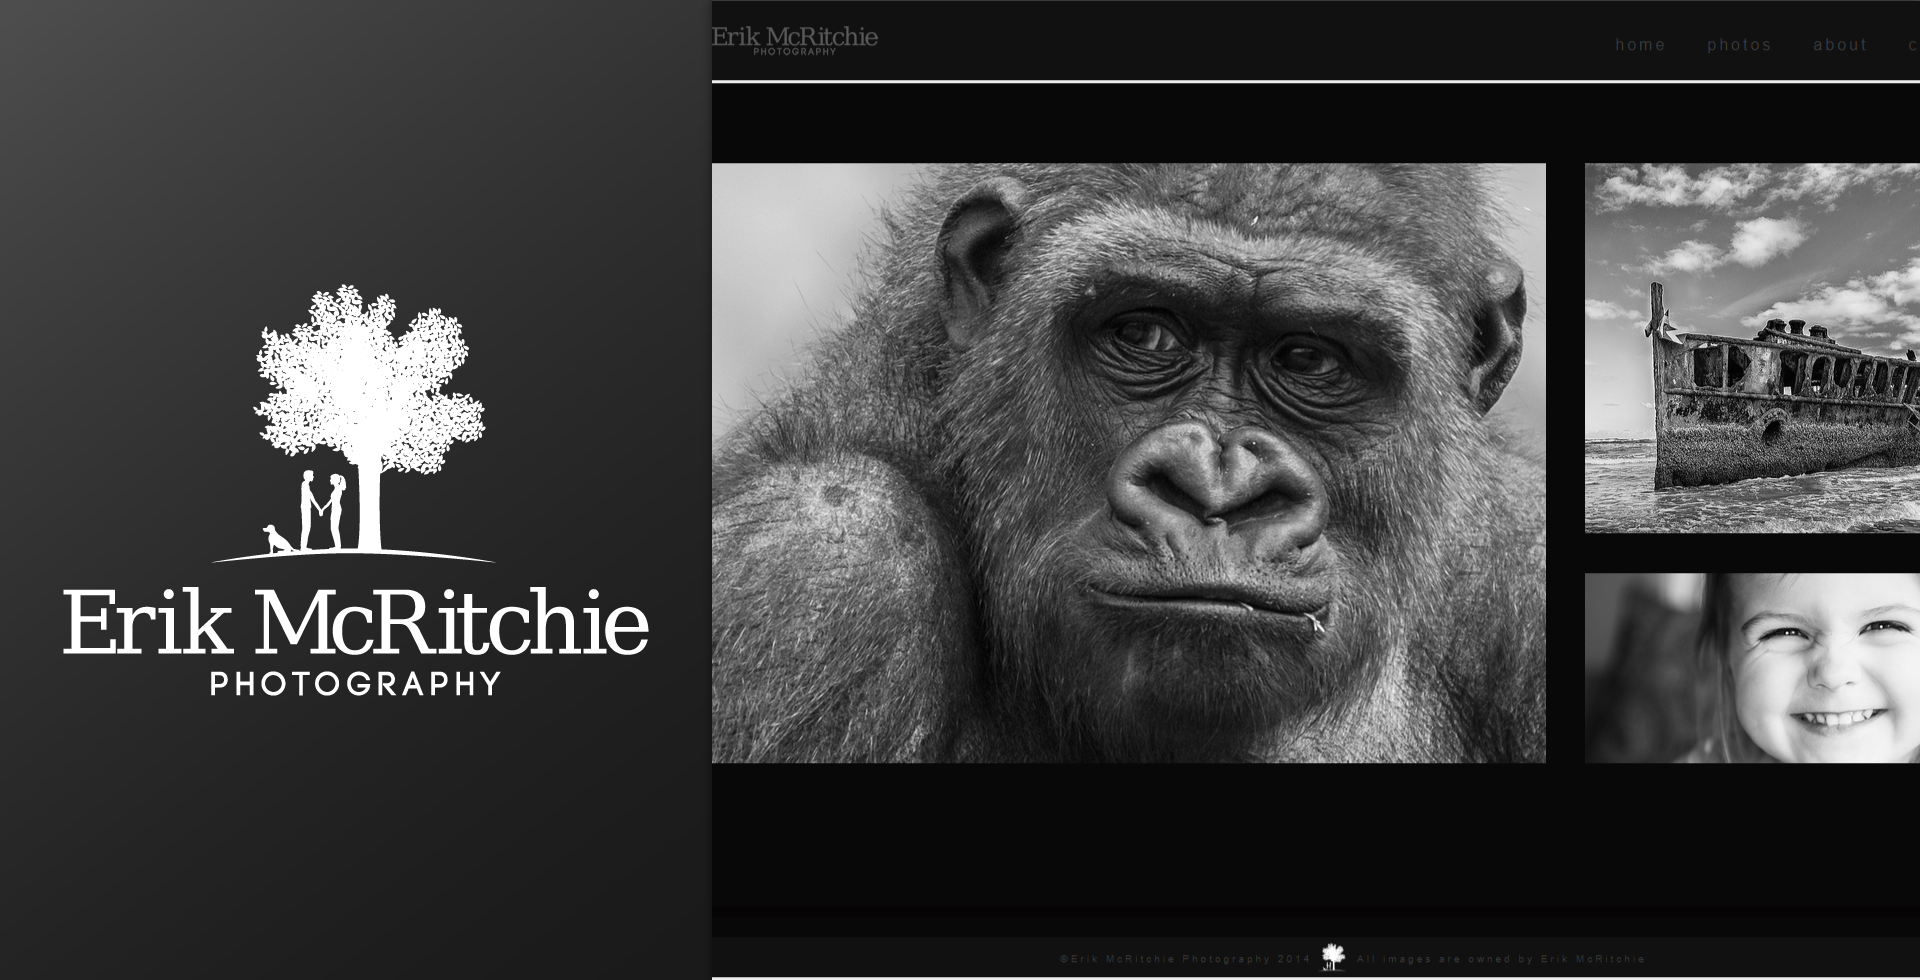 Erik McRitchie
PHOTOGRAPHY
Erik McRitchie
PHOTOGRAPHY
home photos about c
©Erik McRitchie Photography 2014 All images are owned by Erik McRitchie